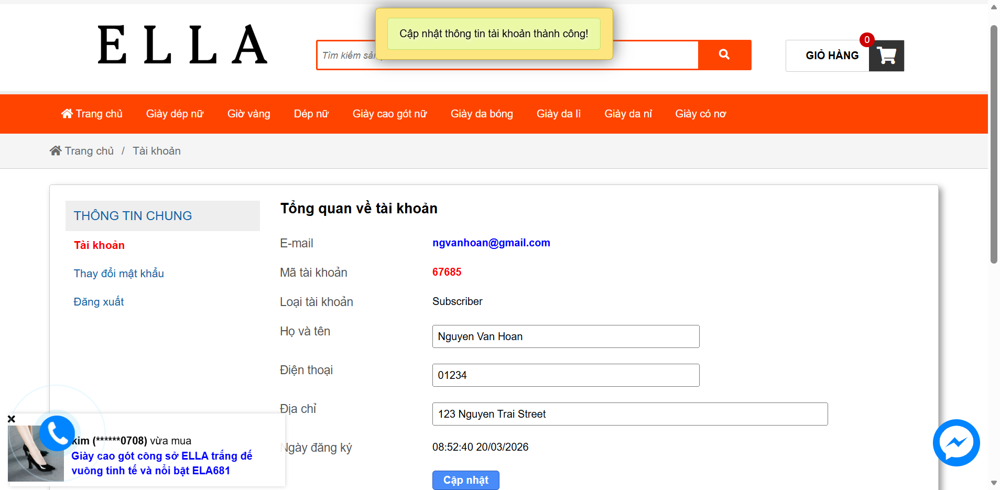 Cập nhật thông tin tài khoản thành công!
ELLA
Tìm kiếm
0
GIỎ HÀNG
Trang chủ
Giày dép nữ
Giờ vàng
Dép nữ
Giày cao gót nữ
Giày da bóng
Giày da lì
Giày da nỉ
Giày có nơ
Trang chủ / Tài khoản
THÔNG TIN CHUNG
Tài khoản
Thay đổi mật khẩu
Đăng xuất
Tổng quan về tài khoản
E-mail
ngvanhoan@gmail.com
Mã tài khoản
67685
Loại tài khoản
Subscriber
Họ và tên
Nguyen Van Hoan
Điện thoại
01234
Địa chỉ
123 Nguyen Trai Street
Ngày đăng ký
08:52:40 20/03/2026
Cập nhật
kim (******0708) vừa mua
Giày cao gót công sở ELLA trắng đế
vuông tinh tế và nổi bật ELA681